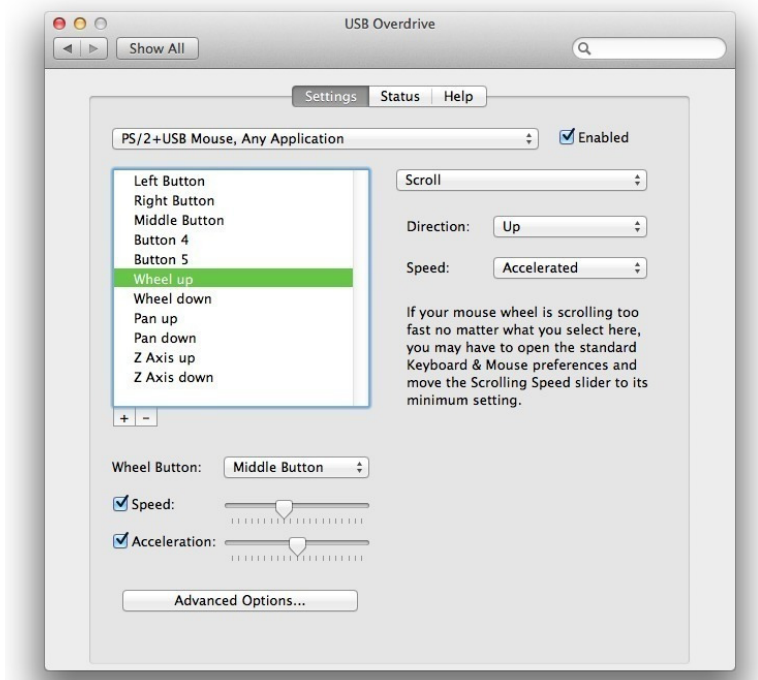 USB Overdrive
Show All
Settings Status Help
PS/2+USB Mouse, Any Application
Enabled
Left Button
Right Button
Middle Button
Button 4
Button 5
Wheel up
Wheel down
Pan up
Pan down
Z Axis up
Z Axis down
+ -
Scroll
Direction: Up
Speed: Accelerated
If your mouse wheel is scrolling too
fast no matter what you select here,
you may have to open the standard
Keyboard & Mouse preferences and
move the Scrolling Speed slider to its
minimum setting.
Wheel Button: Middle Button
Speed:
Acceleration:
Advanced Options...